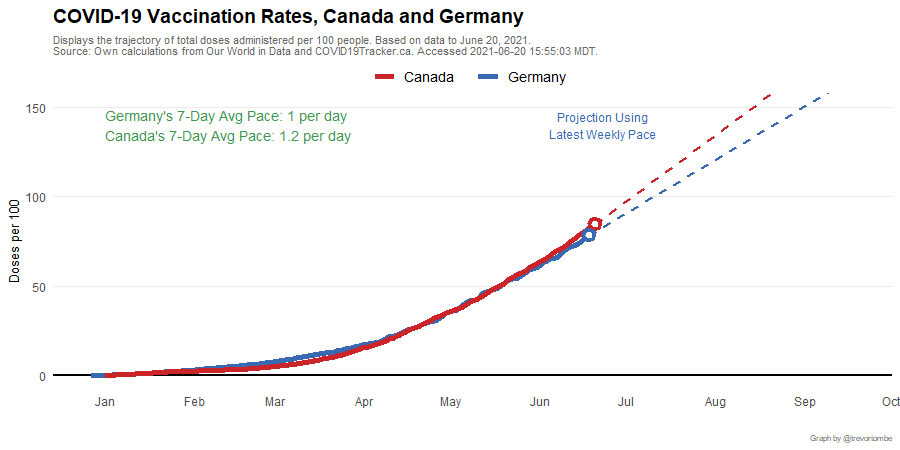 COVID-19 Vaccination Rates, Canada and Germany
Displays the trajectory of total doses administered per 100 people. Based on data to June 20, 2021.
Source: Own calculations from Our World in Data and COVID19Tracker.ca. Accessed 2021-06-20 15:55:03 MDT.
Canada Germany
150
Germany's 7-Day Avg Pace: 1 per day
Canada's 7-Day Avg Pace: 1.2 per day
Projection Using
Latest Weekly Pace
100
Doses per 100
50
0
Jan Feb Mar Apr May Jun Jul Aug Sep Oct
Graph by @trevortombe